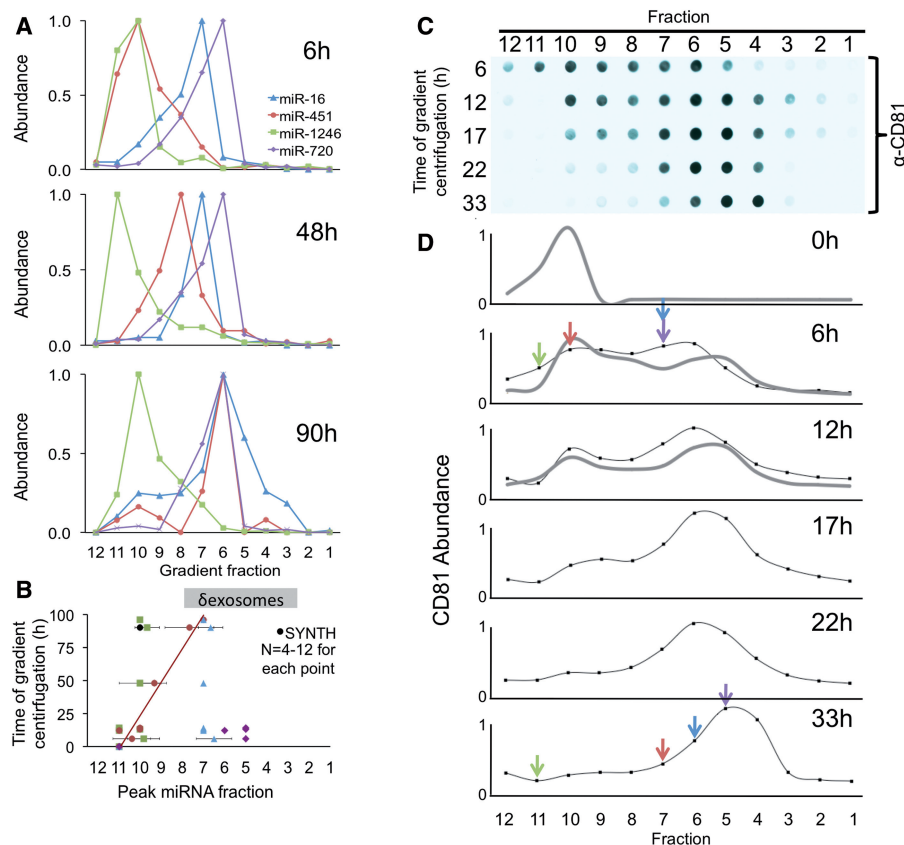 A
Abundance
1.0
0.5
0.0
6h
miR-16
miR-451
miR-1246
miR-720
Abundance
1.0
0.5
0.0
48h
Abundance
1.0
0.5
0.0
90h
12 11 10 9 8 7 6 5 4 3 2 1
Gradient fraction
B
δexosomes
Time of gradient
centirfugation (h)
100
75
50
25
0
SYNTH
N=4-12 for
each point
12 11 10 9 8 7 6 5 4 3 2 1
Peak miRNA fraction
C
Fraction
12 11 10 9 8 7 6 5 4 3 2 1
Time of gradient
centrifugation (h)
6
12
17
22
33
α-CD81
D
CD81 Abundance
1
0
0h
1
0
6h
1
0
12h
1
0
17h
1
0
22h
1
0
33h
12 11 10 9 8 7 6 5 4 3 2 1
Fraction